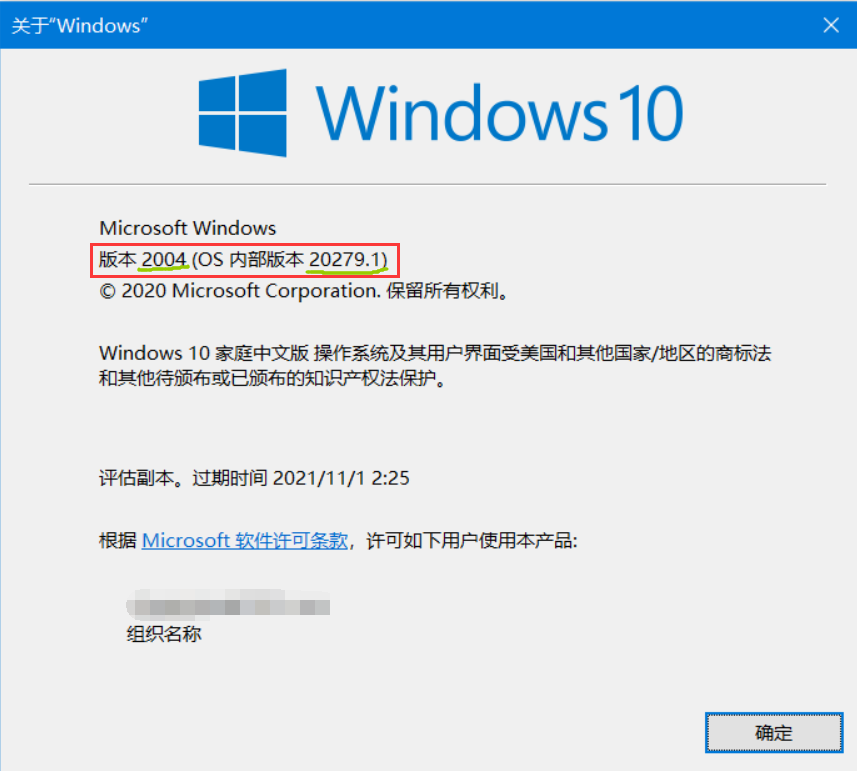 关于“Windows”
Windows 10
Microsoft Windows
版本 2004 (OS 内部版本 20279.1)
© 2020 Microsoft Corporation. 保留所有权利。
Windows 10 家庭中文版 操作系统及其用户界面受美国和其他国家/地区的商标法
和其他待颁布或已颁布的知识产权法保护。
评估副本。过期时间 2021/11/1 2:25
根据 Microsoft 软件许可条款，许可如下用户使用本产品:
组织名称
确定